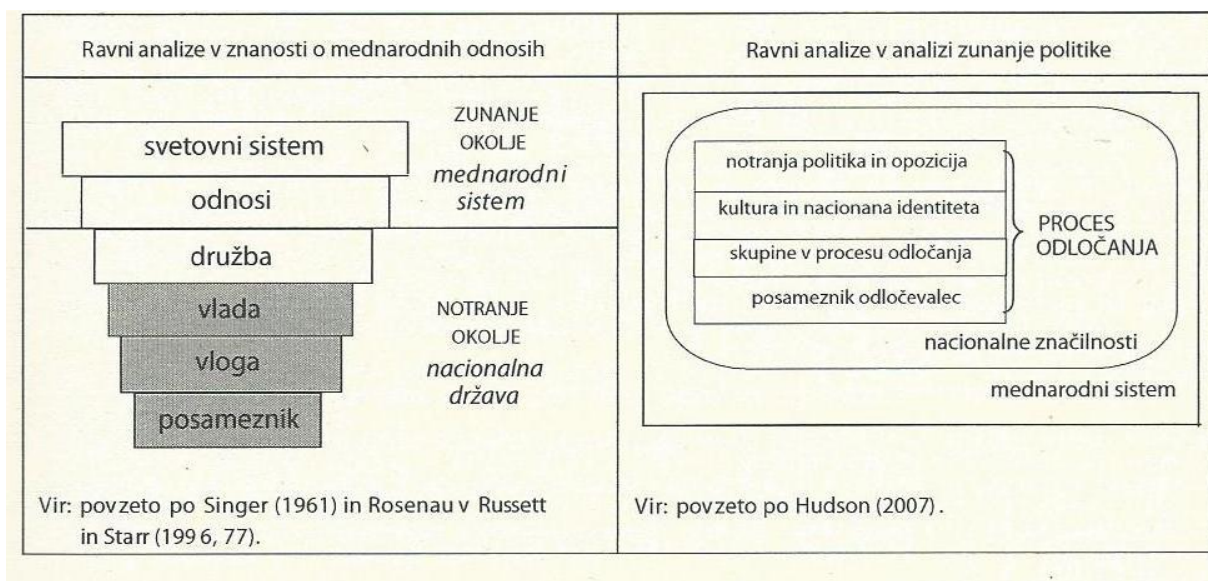 Ravni analize v znanosti o mednarodnih odnosih
Ravni analize v analizi zunanje politike
svetovni sistem
odnosi
ZUNANJE
OKOLJE
mednarodni
sistem
družba
vlada
vloga
posameznik
NOTRANJE
OKOLJE
nacionalna
država
Vir: povzeto po Singer (1961) in Rosenau v Russett
in Starr (1996, 77).
notranja politika in opozicija
kultura in nacionana identiteta
skupine v procesu odločanja
posameznik odločevalec
PROCES
ODLOČANJA
nacionalne značilnosti
mednarodni sistem
Vir: povzeto po Hudson (2007).